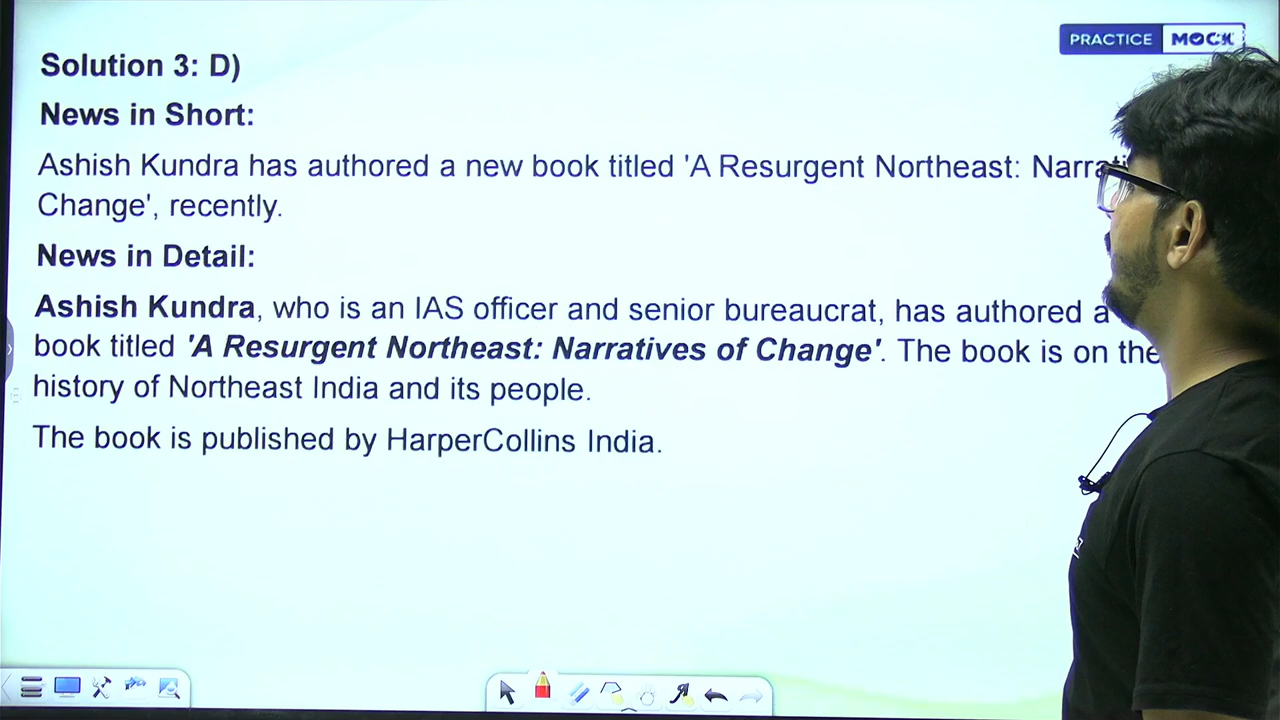 PRACTICE MOCK
Solution 3: D)
News in Short:
Ashish Kundra has authored a new book titled 'A Resurgent Northeast:
Change', recently.
News in Detail:
Ashish Kundra, who is an IAS officer and senior bureaucrat, has authored a
book titled 'A Resurgent Northeast: Narratives of Change'. The book is on the
history of Northeast India and its people.
The book is published by HarperCollins India.